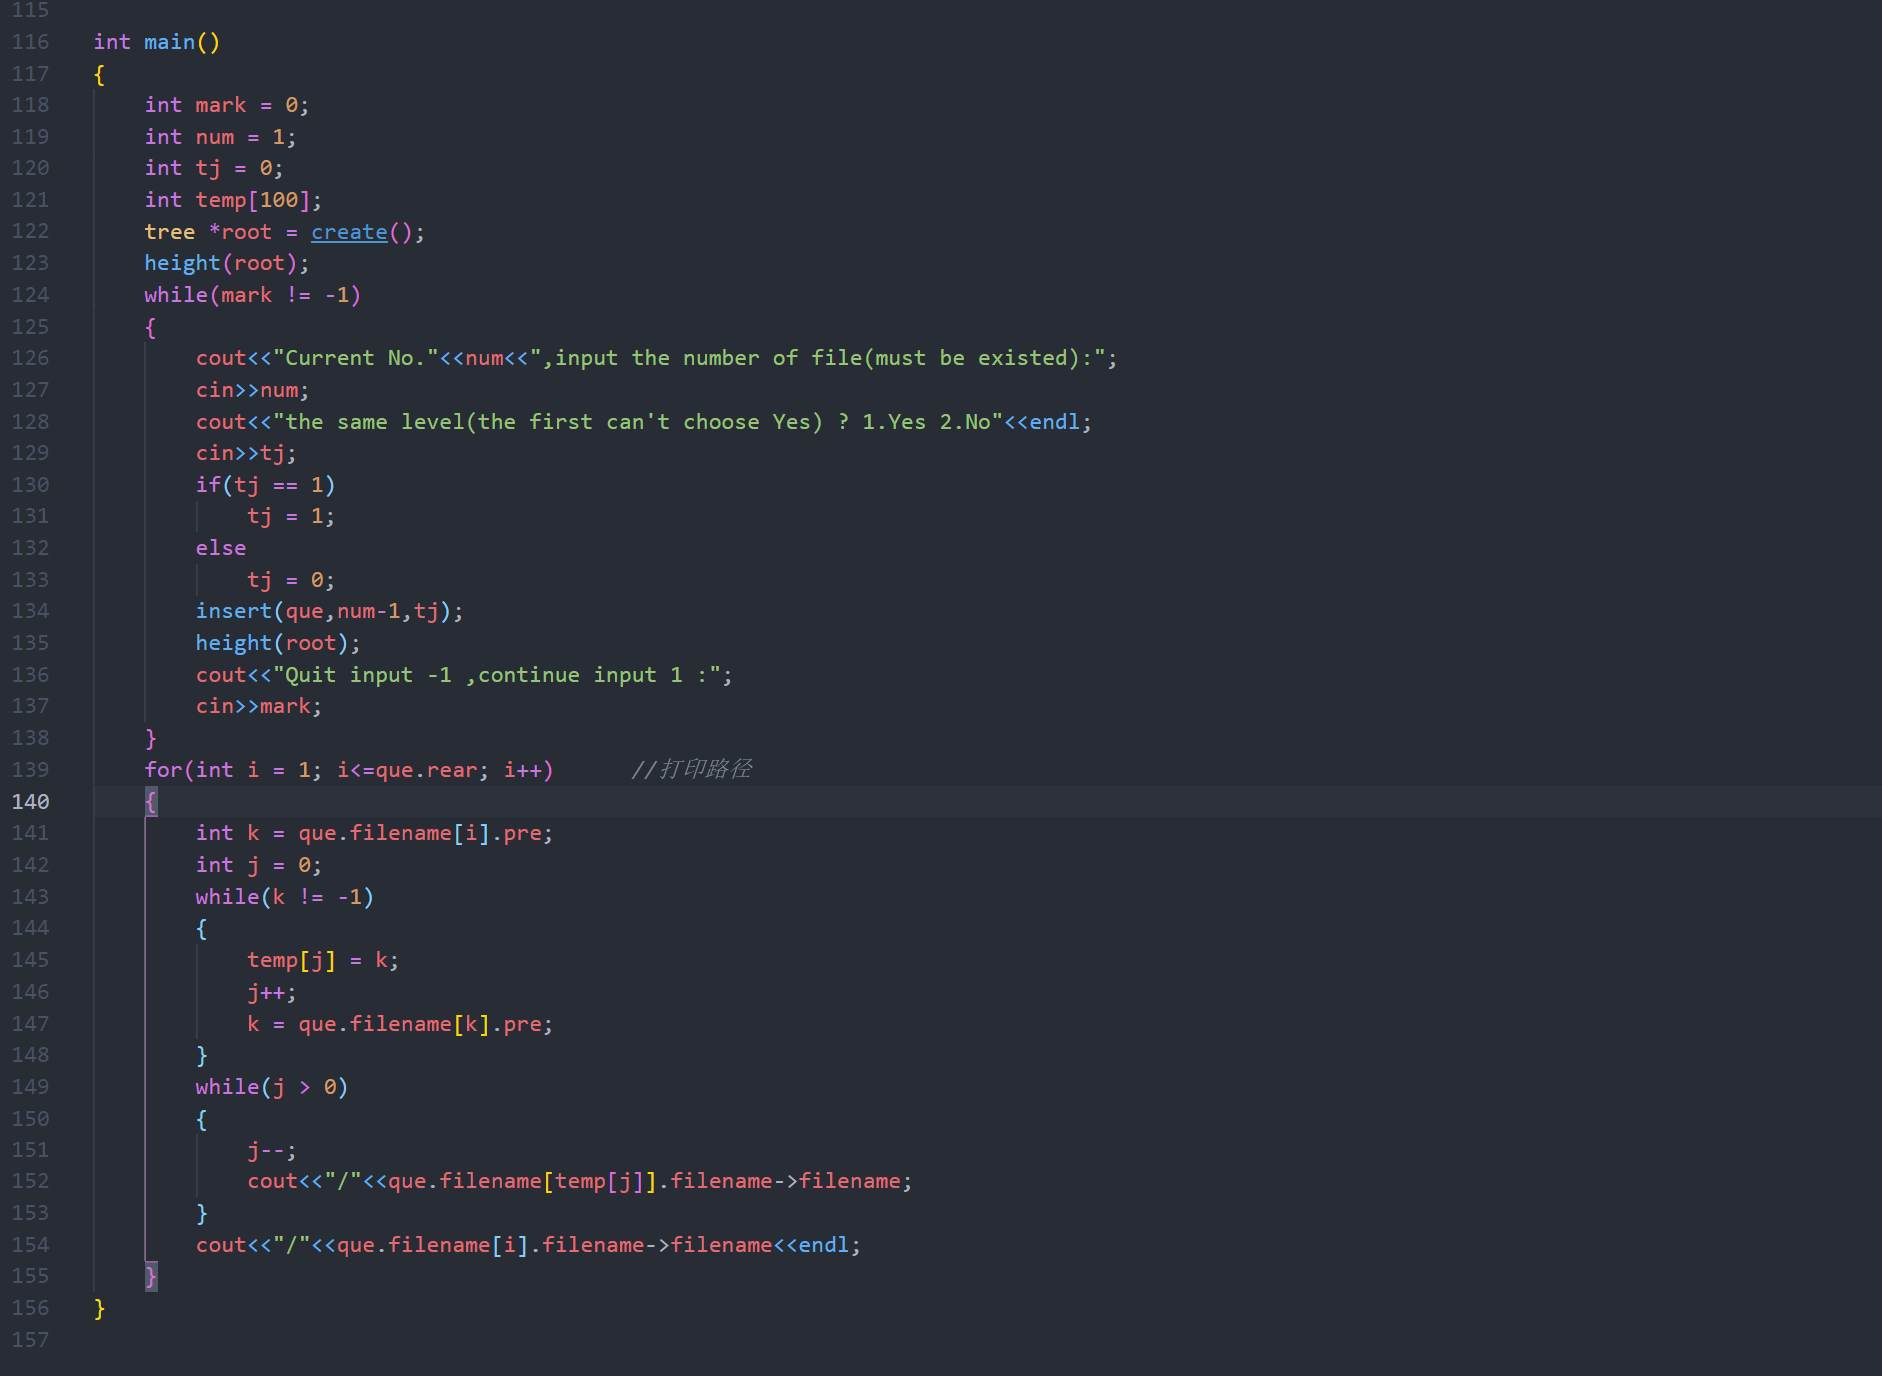 115
116 int main()
117 {
118 int mark = 0;
119 int num = 1;
120 int tj = 0;
121 int temp[100];
122 tree *root = create();
123 height(root);
124 while(mark != -1)
125 {
126 cout<<"Current No."<<num<<",input the number of file(must be existed):";
127 cin>>num;
128 cout<<"the same level(the first can't choose Yes) ? 1.Yes 2.No"<<endl;
129 cin>>tj;
130 if(tj == 1)
131 tj = 1;
132 else
133 tj = 0;
134 insert(que,num-1,tj);
135 height(root);
136 cout<<"Quit input -1 ,continue input 1 :";
137 cin>>mark;
138 }
139 for(int i = 1; i<=que.rear; i++) //打印路径
140 {
141 int k = que.filename[i].pre;
142 int j = 0;
143 while(k != -1)
144 {
145 temp[j] = k;
146 j++;
147 k = que.filename[k].pre;
148 }
149 while(j > 0)
150 {
151 j--;
152 cout<<"/"<<que.filename[temp[j]].filename->filename;
153 }
154 cout<<"/"<<que.filename[i].filename->filename<<endl;
155 }
156 }
157